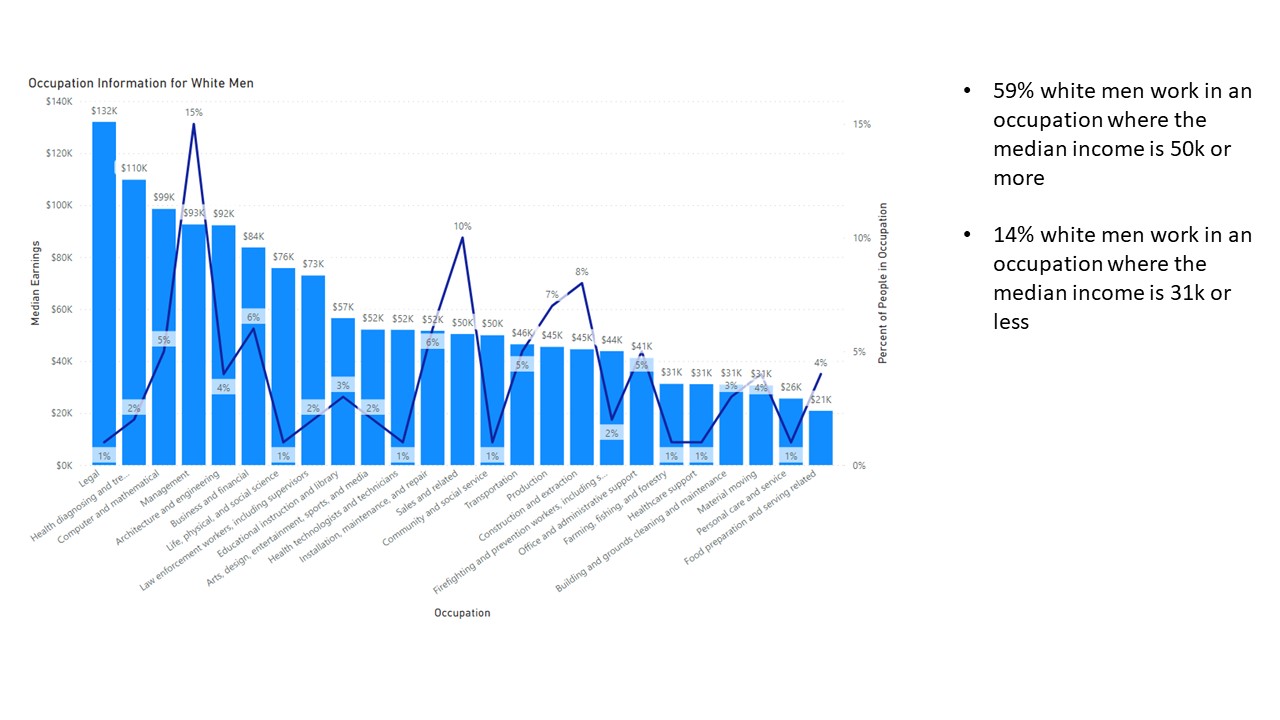 Occupation Information for White Men
Median Earnings
$140K
$120K
$100K
$80K
$60K
$40K
$20K
$0K
$132K
$110K
$99K
$93K
$92K
$84K
$76K
$73K
$57K
$52K
$52K
$52K
$50K
$50K
$46K
$45K
$45K
$44K
$41K
$31K
$31K
$31K
$31K
$26K
$21K
1%
2%
5%
15%
4%
6%
1%
2%
3%
2%
1%
6%
10%
1%
5%
7%
8%
2%
5%
1%
1%
3%
4%
1%
4%
15%
10%
5%
0%
Percent of People in Occupation
Legal
Health diagnosing and tre...
Computer and mathematical
Management
Architecture and engineering
Business and financial
Life, physical, and social science
Law enforcement workers, including supervisors
Educational instruction and library
Arts, design, entertainment, sports, and media
Health technologists and technicians
Installation, maintenance, and repair
Sales and related
Community and social service
Transportation
Production
Construction and extraction
Firefighting and prevention workers, including s...
Office and administrative support
Farming, fishing, and forestry
Healthcare support
Building and grounds cleaning and maintenance
Material moving
Personal care and service
Food preparation and serving related
Occupation
• 59% white men work in an
occupation where the
median income is 50k or
more
• 14% white men work in an
occupation where the
median income is 31k or
less